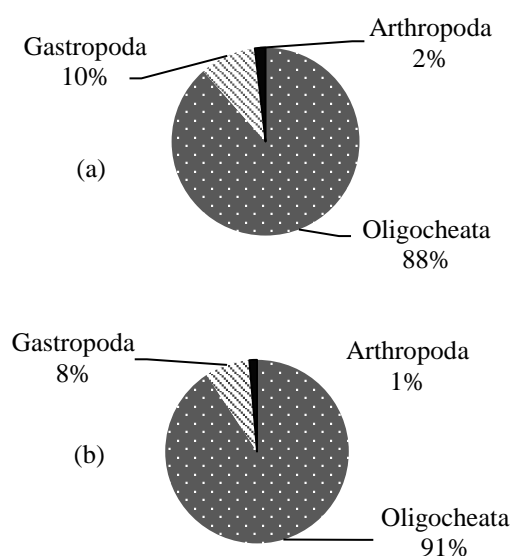 Gastropoda
10%
Arthropoda
2%
(a)
Oligocheata
88%
Gastropoda
8%
Arthropoda
1%
(b)
Oligocheata
91%